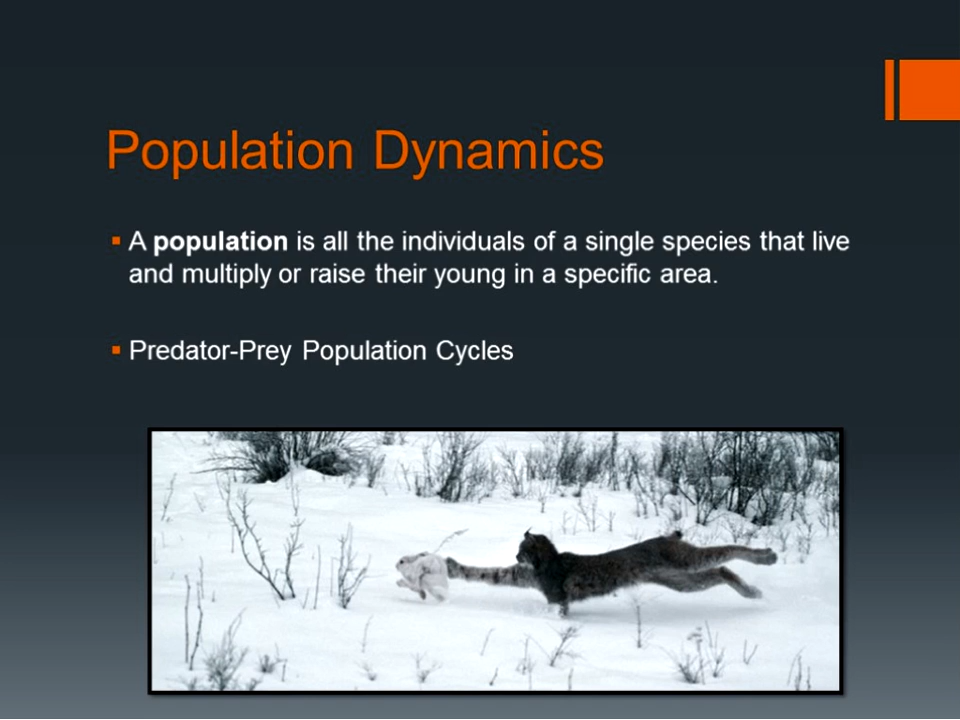 Population Dynamics
A population is all the individuals of a single species that live
and multiply or raise their young in a specific area.
Predator-Prey Population Cycles